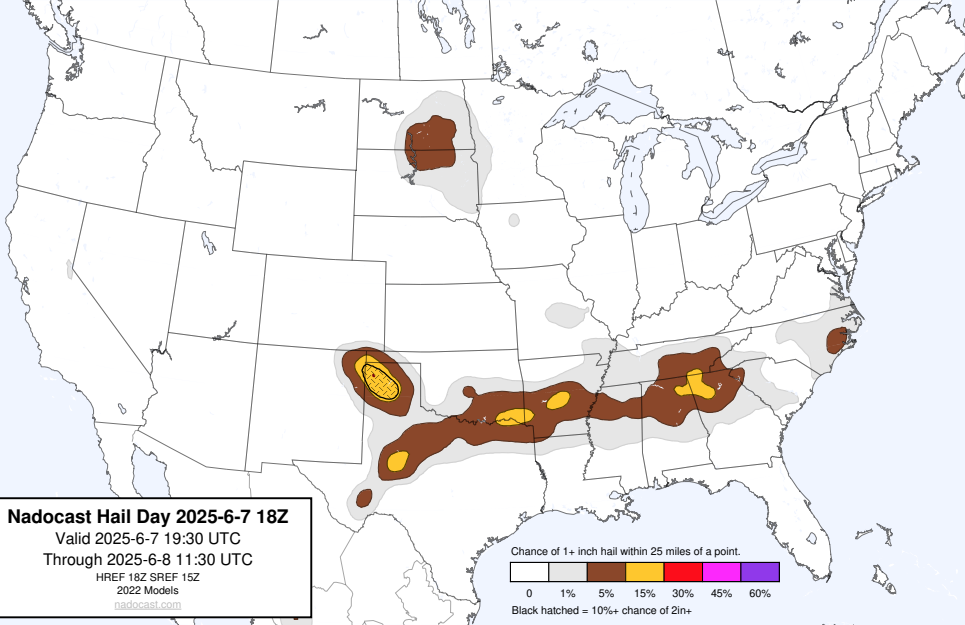 Nadocast Hail Day 2025-6-7 18Z
Valid 2025-6-7 19:30 UTC
Through 2025-6-8 11:30 UTC
HREF 18Z SREF 15Z
2022 Models
nadocast.com
Chance of 1+ inch hail within 25 miles of a point.
0 1% 5% 15% 30% 45% 60%
Black hatched = 10%+ chance of 2in+